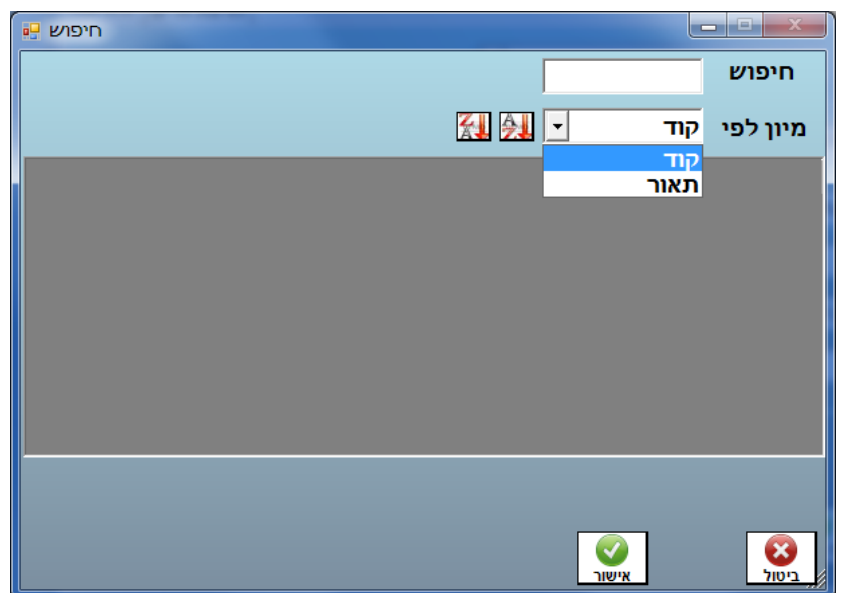 חיפוש
חיפוש
מיון לפי
קוד
A
Z
Z
A
קוד
תאור
ביטול
אישור